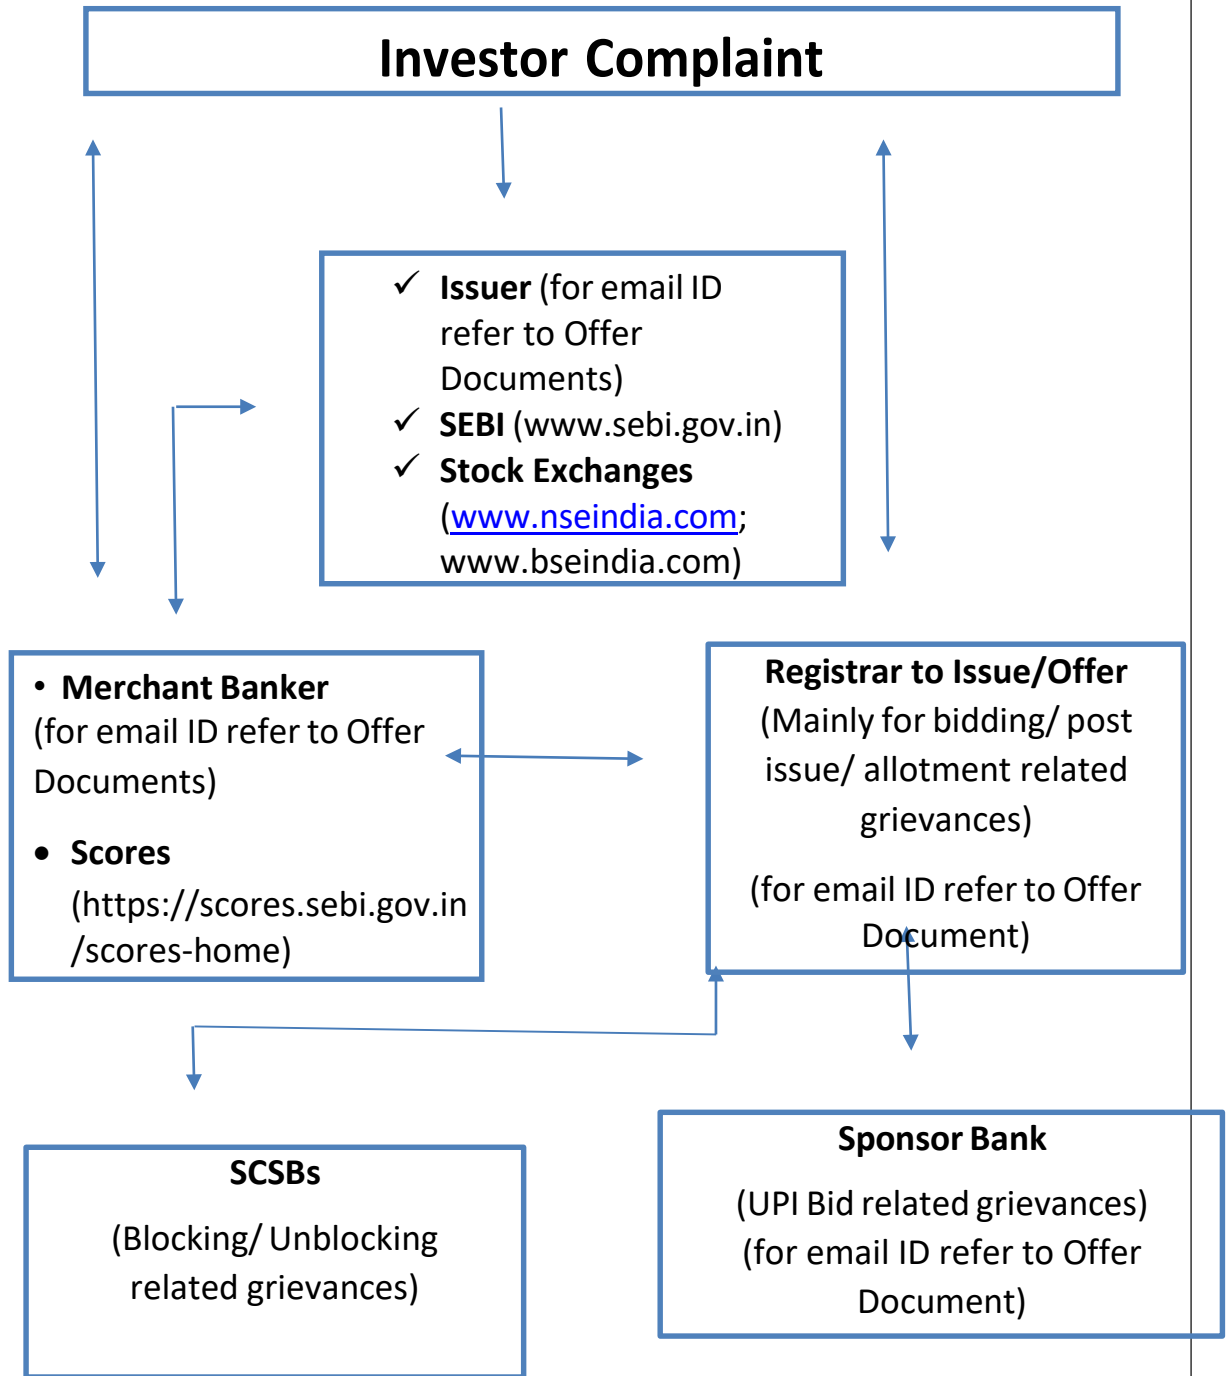 Investor Complaint
✓ Issuer (for email ID
refer to Offer
Documents)
✓ SEBI (www.sebi.gov.in)
✓ Stock Exchanges
(www.nseindia.com;
www.bseindia.com)
• Merchant Banker
(for email ID refer to Offer
Documents)
• Scores
(https://scores.sebi.gov.in
/scores-home)
Registrar to Issue/Offer
(Mainly for bidding/ post
issue/ allotment related
grievances)
(for email ID refer to Offer
Document)
SCSBs
(Blocking/ Unblocking
related grievances)
Sponsor Bank
(UPI Bid related grievances)
(for email ID refer to Offer
Document)